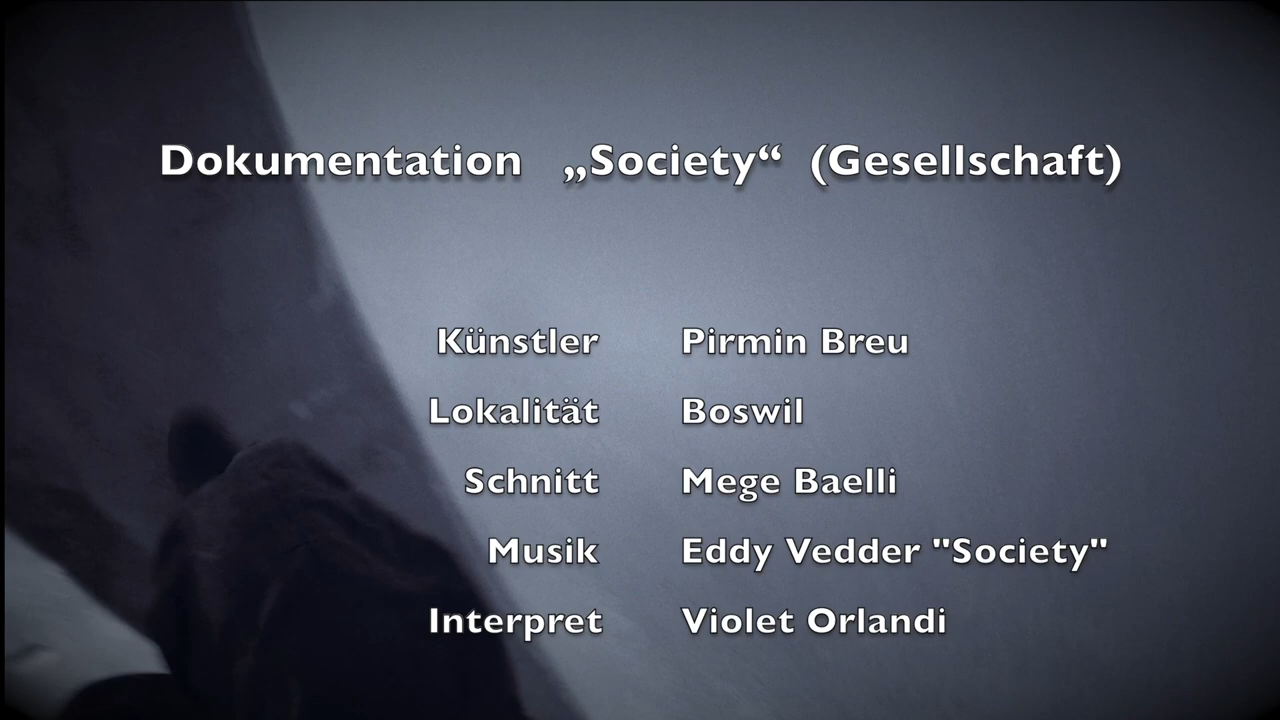 Dokumentation „Society“ (Gesellschaft)
Künstler Pirmin Breu
Lokalität Boswil
Schnitt Mege Baelli
Musik Eddy Vedder "Society"
Interpret Violet Orlandi